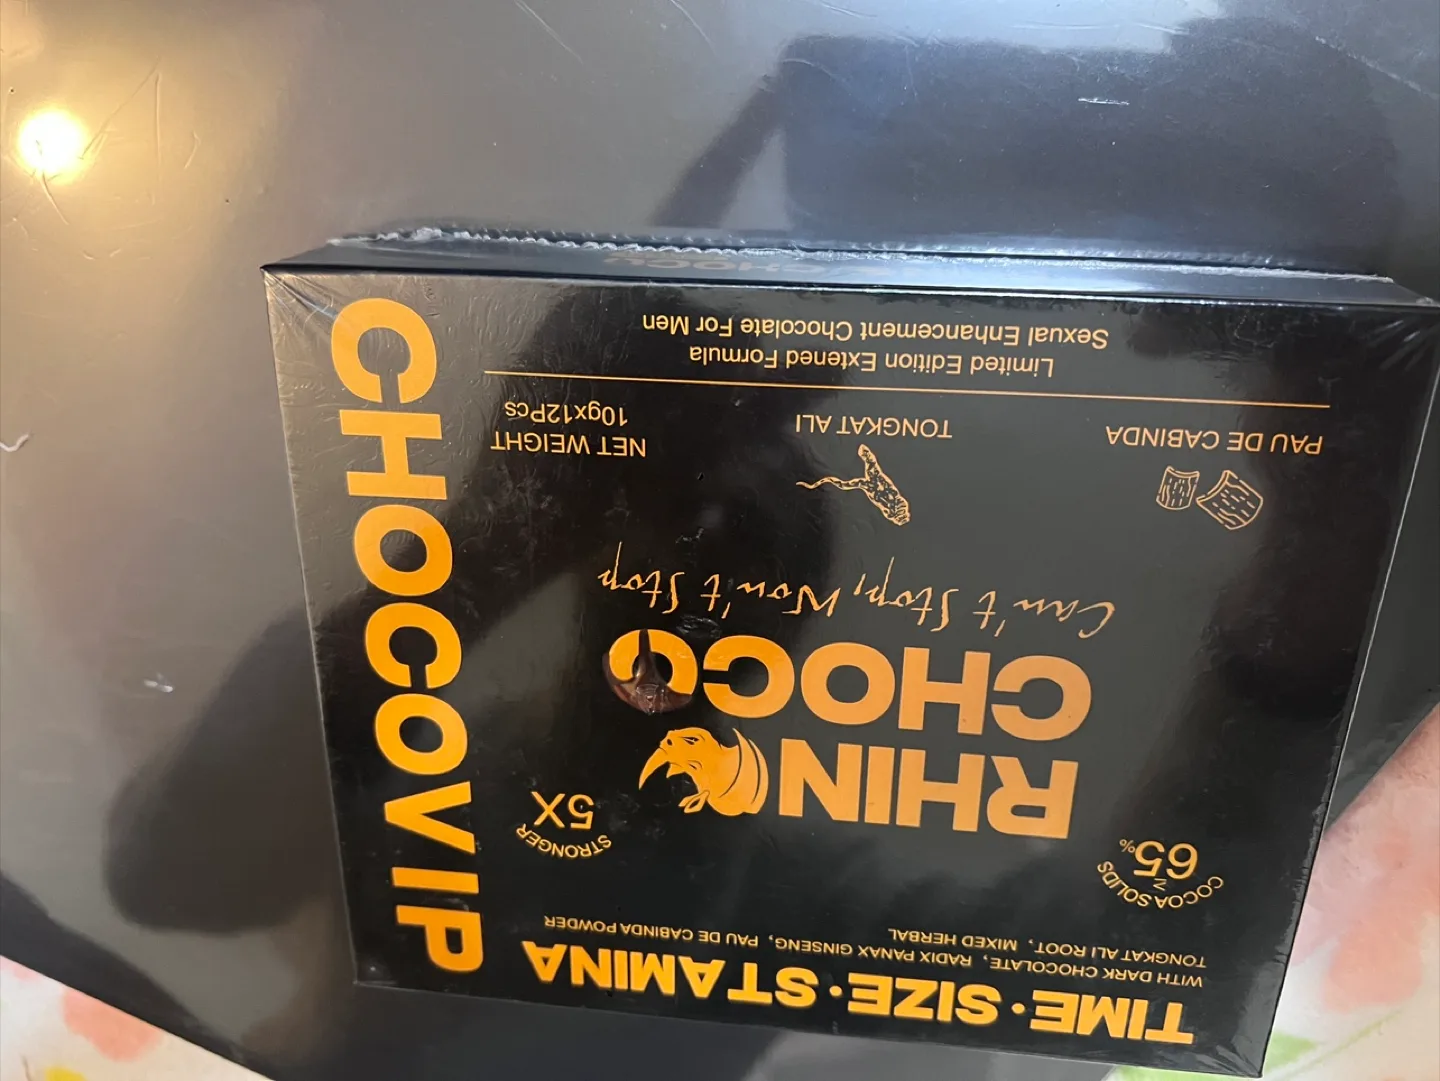 TIME·SIZE·STAMINA
WITH DARK CHOCOLATE, RADIX PANAX GINSENG, PAU DE CABINDA POWDER
TONGKAT ALI ROOT, MIXED HERBAL
COCOA SOLIDS
≥
65%
STRONGER
5X
RHINO
CHOCO
Can't Stop, Won't Stop
PAU DE CABINDA
TONGKAT ALI
NET WEIGHT
10gx12Pcs
Limited Edition Extened Formula
Sexual Enhancement Chocolate For Men
CHOCOVIP